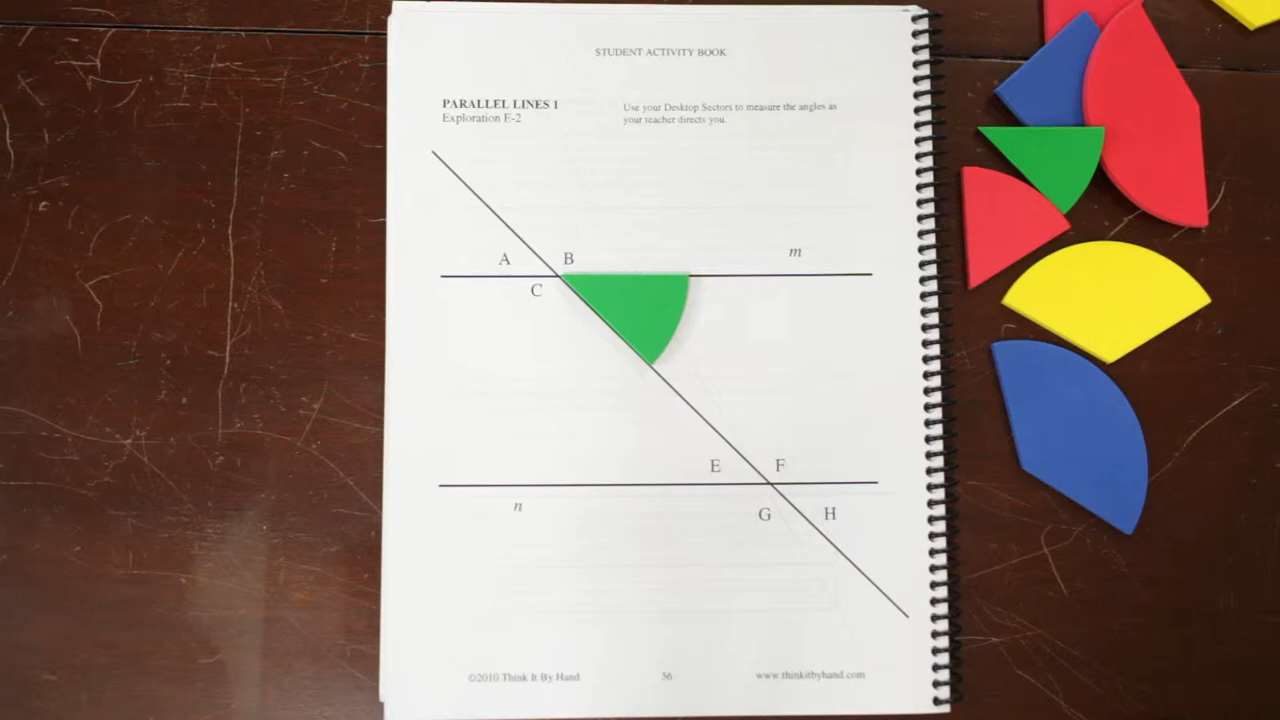 STUDENT ACTIVITY BOOK
PARALLEL LINES 1
Exploration E-2
Use your Desktop Sectors to measure the angles as
your teacher directs you.
A
B
m
C
E
F
n
G
H
©2010 Think It By Hand
56
www.thinkitbyhand.com